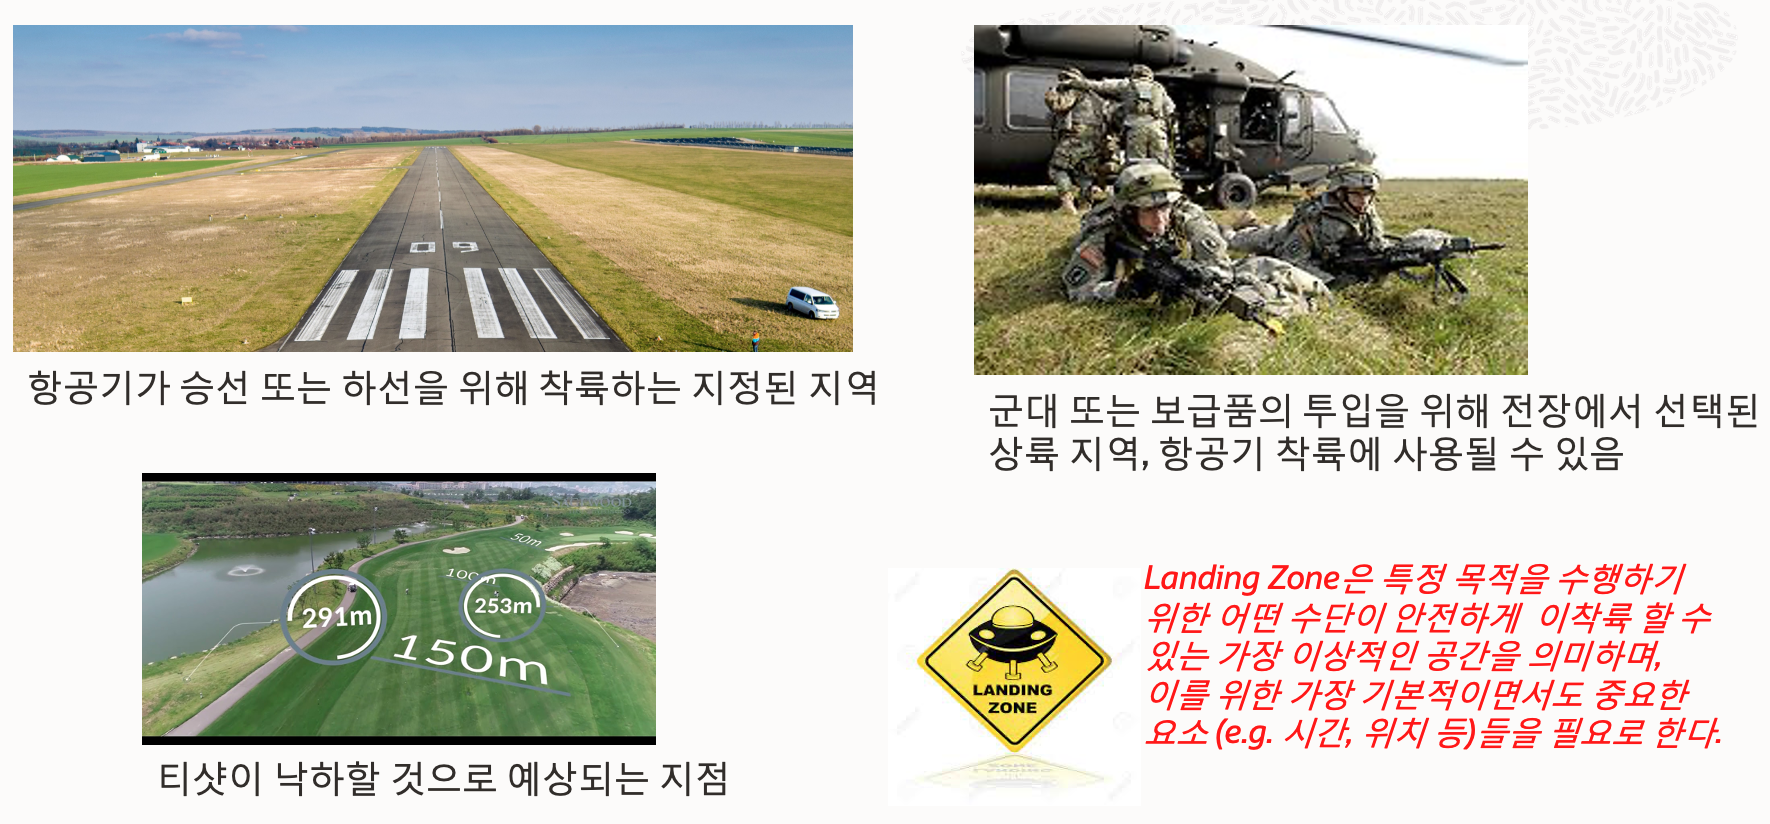 09
항공기가 승선 또는 하선을 위해 착륙하는 지정된 지역
군대 또는 보급품의 투입을 위해 전장에서 선택된
상륙 지역, 항공기 착륙에 사용될 수 있음
50m
100m
291m
253m
150m
티샷이 낙하할 것으로 예상되는 지점
LANDING
ZONE
Landing Zone은 특정 목적을 수행하기
위한 어떤 수단이 안전하게 이착륙 할 수
있는 가장 이상적인 공간을 의미하며,
이를 위한 가장 기본적이면서도 중요한
요소 (e.g. 시간, 위치 등)들을 필요로 한다.